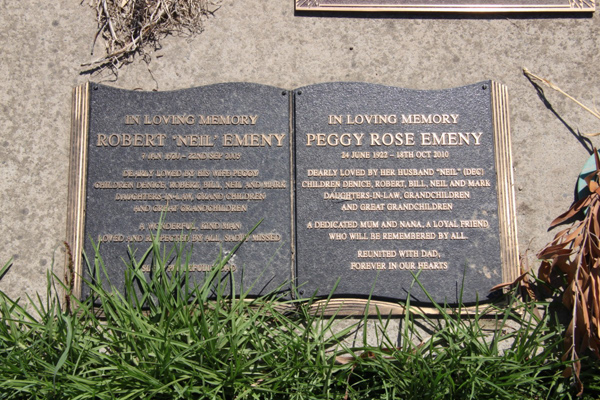 IN LOVING MEMORY
ROBERT "NEIL" EMENY
22ND SEP
DEARLY LOVED BY HIS WIFE PEGGY
CHILDREN DENICE, ROBERT, BILL, NEIL AND MARK
DAUGHTERS-IN-LAW, GRANDCHILDREN
AND GREAT GRANDCHILDREN
A WONDERFUL KIND MAN
LOVED AND RESPECTED BY ALL, SADLY MISSED
IN LOVING MEMORY
PEGGY ROSE EMENY
24 JUNE 1922 - 18TH OCT 2010
DEARLY LOVED BY HER HUSBAND "NEIL" (DEC)
CHILDREN DENICE, ROBERT, BILL, NEIL AND MARK
DAUGHTERS-IN-LAW, GRANDCHILDREN
AND GREAT GRANDCHILDREN
A DEDICATED MUM AND NANA, A LOYAL FRIEND
WHO WILL BE REMEMBERED BY ALL
REUNITED WITH DAD,
FOREVER IN OUR HEARTS